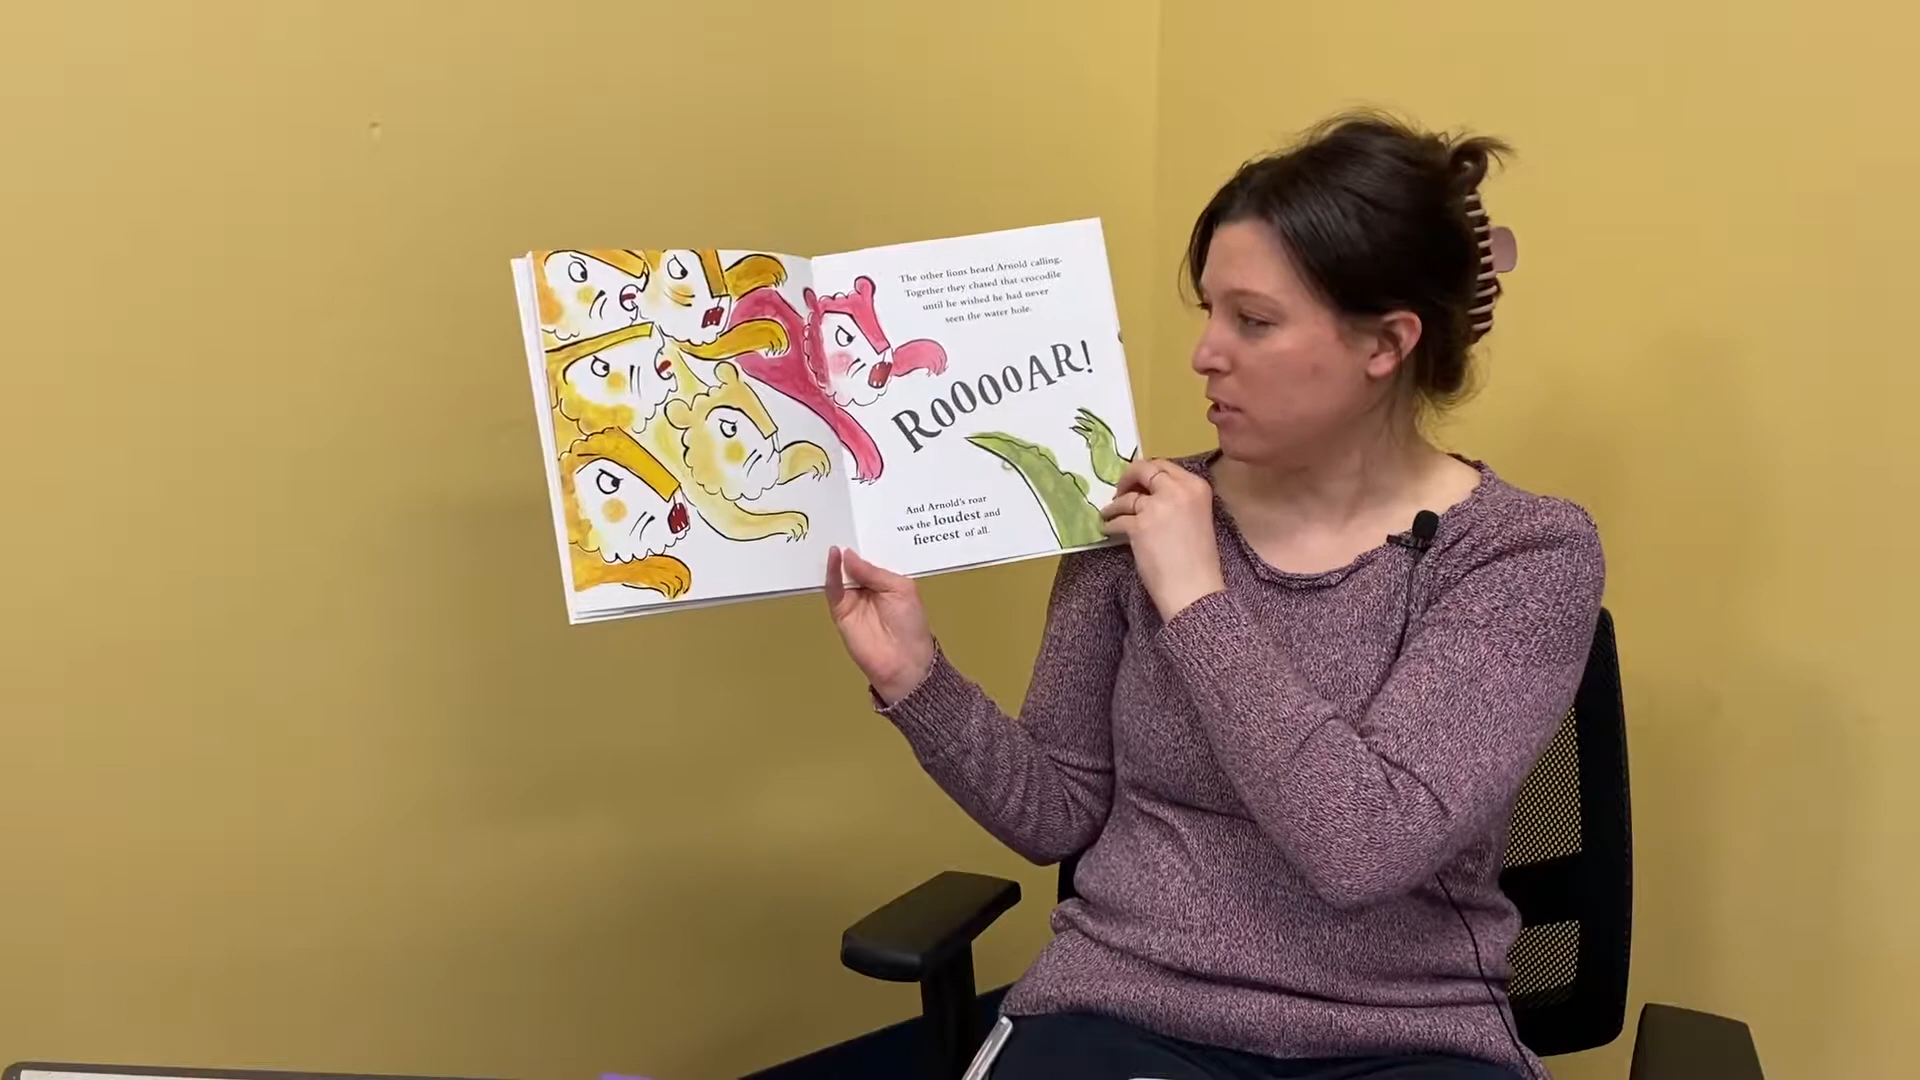 The other lions heard Arnold calling.
Together they chased that crocodile
until he wished he had never
seen the water hole.
ROOOOAR!
And Arnold's roar
was the loudest and
fiercest of all.